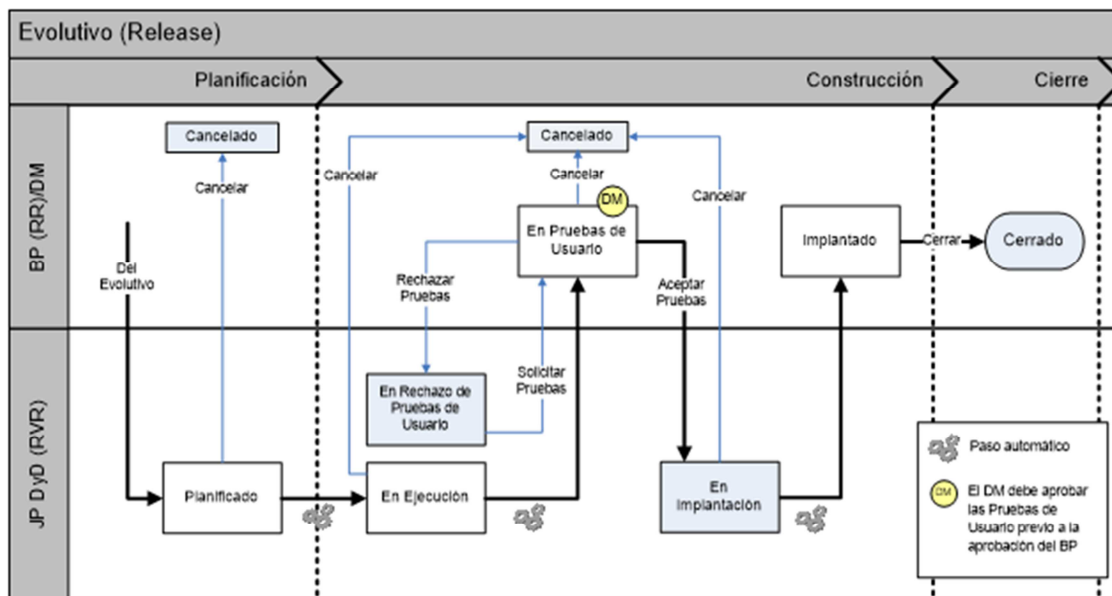 Evolutivo (Release)
Planificación
Construcción
Cierre
BP (RR)/DM
Cancelado
Cancelar
Del
Evolutivo
Cancelar
Cancelado
Cancelar
DM
En Pruebas de
Usuario
Rechazar
Pruebas
Aceptar
Pruebas
Cancelar
Implantado
Cerrar
Cerrado
JP DyD (RVR)
Planificado
En Rechazo de
Pruebas de
Usuario
Solicitar
Pruebas
En Ejecución
En
Implantación
Paso automático
DM
El DM debe aprobar
las Pruebas de
Usuario previo a la
aprobación del BP